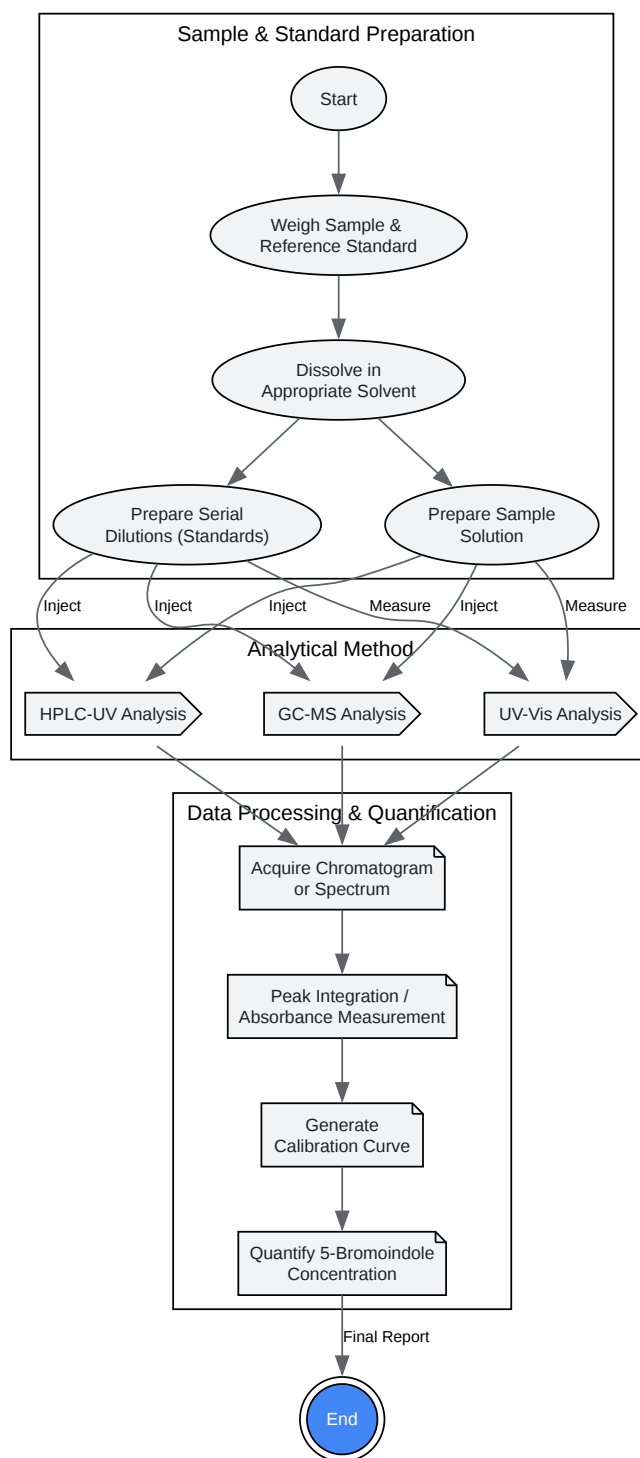 Sample & Standard Preparation
Start
Weigh Sample &
Reference Standard
Dissolve in
Appropriate Solvent
Prepare Serial
Dilutions (Standards)
Prepare Sample
Solution
Inject
Inject
Inject
Measure
Inject
Measure
Analytical Method
HPLC-UV Analysis
GC-MS Analysis
UV-Vis Analysis
Data Processing & Quantification
Acquire Chromatogram
or Spectrum
Peak Integration /
Absorbance Measurement
Generate
Calibration Curve
Quantify 5-Bromoindole
Concentration
Final Report
End